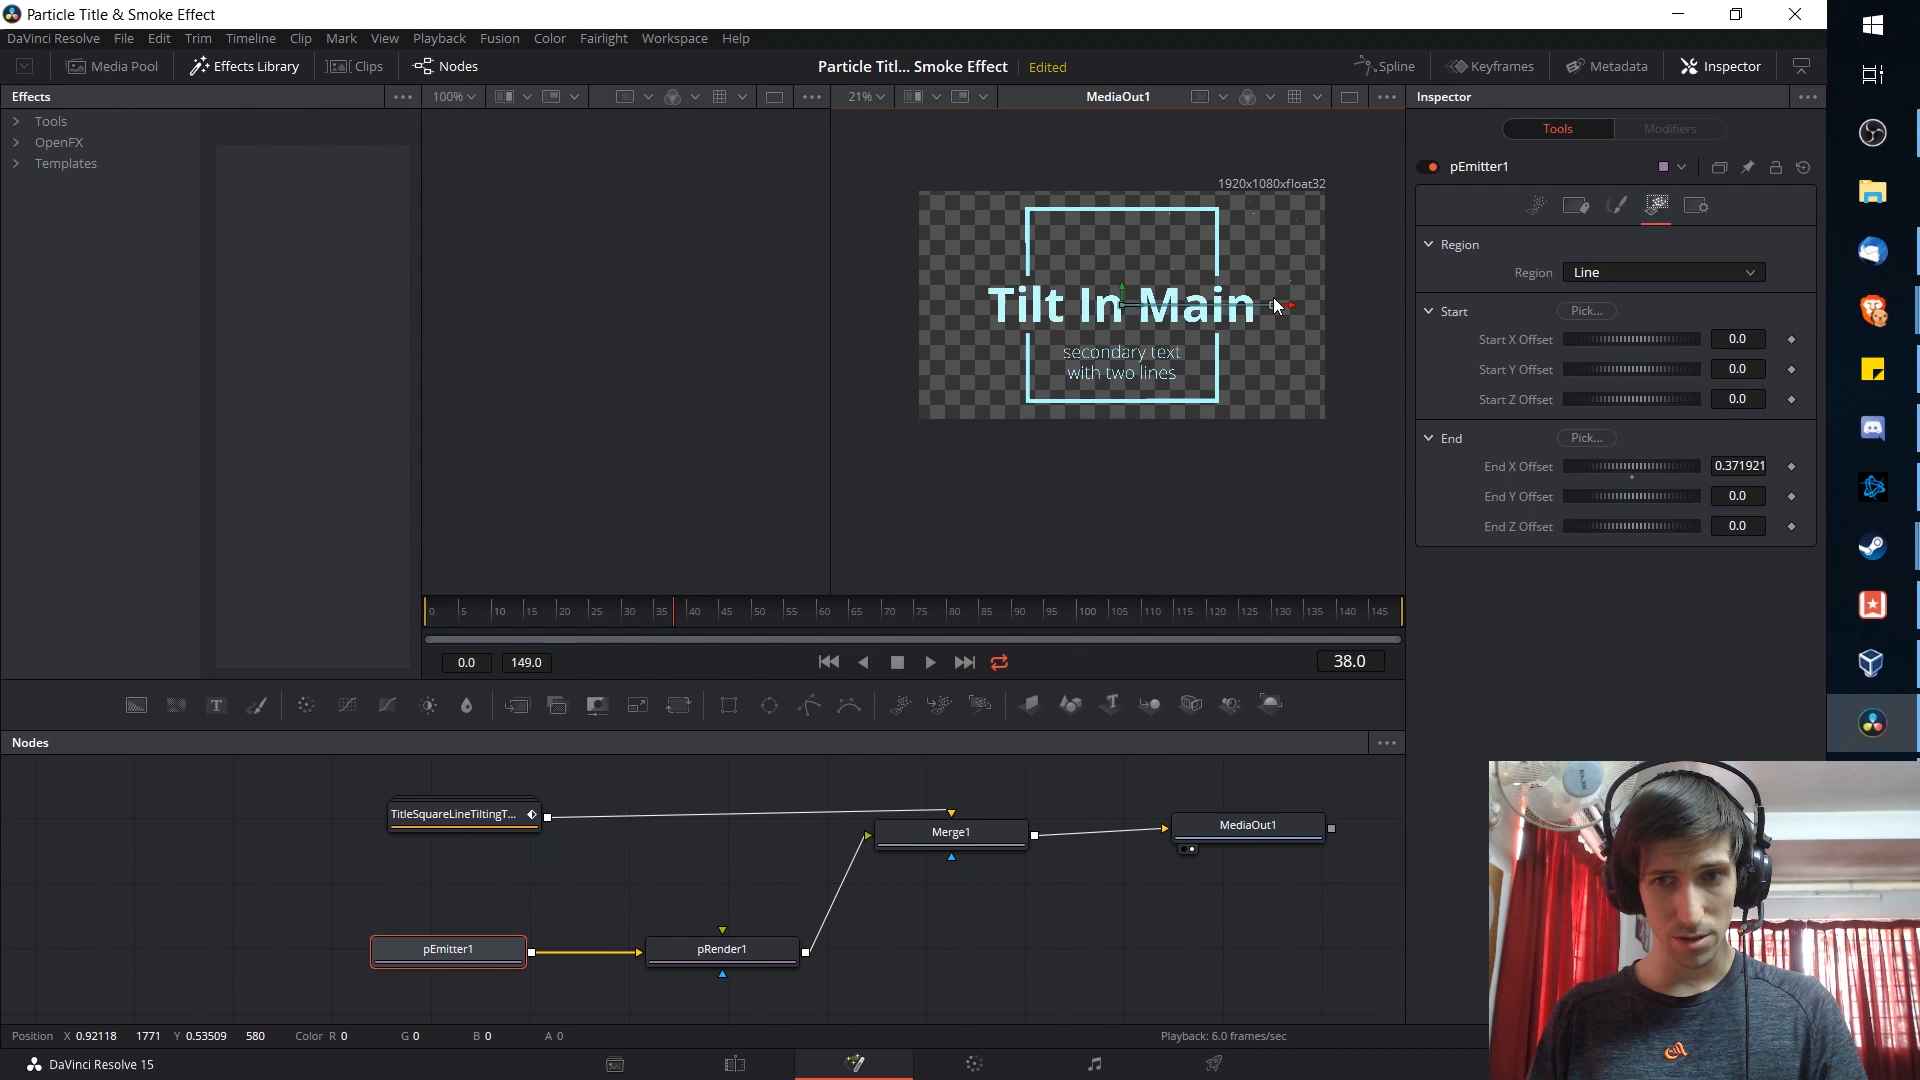 Particle Title & Smoke Effect
DaVinci Resolve File Edit Trim Timeline Clip Mark View Playback Fusion Color Fairlight Workspace Help
Media Pool Effects Library Clips Nodes Particle Titl... Smoke Effect Edited Spline Keyframes Metadata Inspector
Effects 100% 21% MediaOut1 Inspector
Tools
OpenFX
Templates
Tools Modifiers
pEmitter1
1920x1080xfloat32
Tilt In Main
secondary text
with two lines
Region
Region Line
Start Pick...
Start X Offset 0.0
Start Y Offset 0.0
Start Z Offset 0.0
End Pick...
End X Offset 0.371921
End Y Offset 0.0
End Z Offset 0.0
0 5 10 15 20 25 30 35 40 45 50 55 60 65 70 75 80 85 90 95 100 105 110 115 120 125 130 135 140 145
0.0 149.0 38.0
T
Nodes
TitleSquareLineTiltingT...
Merge1
MediaOut1
pEmitter1
pRender1
Position X 0.92118 1771 Y 0.53509 580 Color R 0 G 0 B 0 A 0 Playback: 6.0 frames/sec
DaVinci Resolve 15